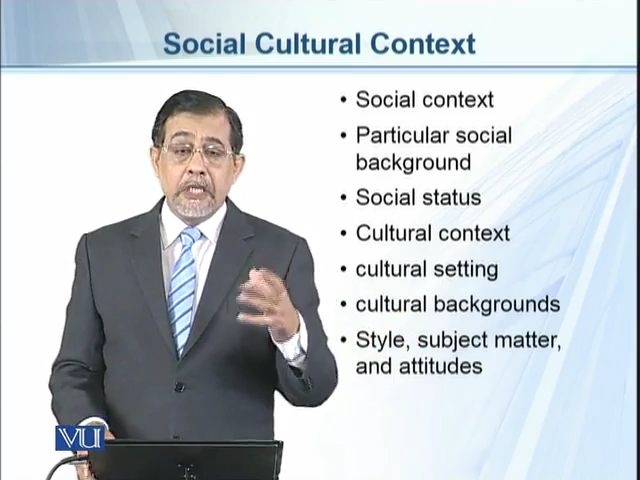 Social Cultural Context
• Social context
• Particular social
background
• Social status
• Cultural context
• cultural setting
• cultural backgrounds
• Style, subject matter,
and attitudes
VU